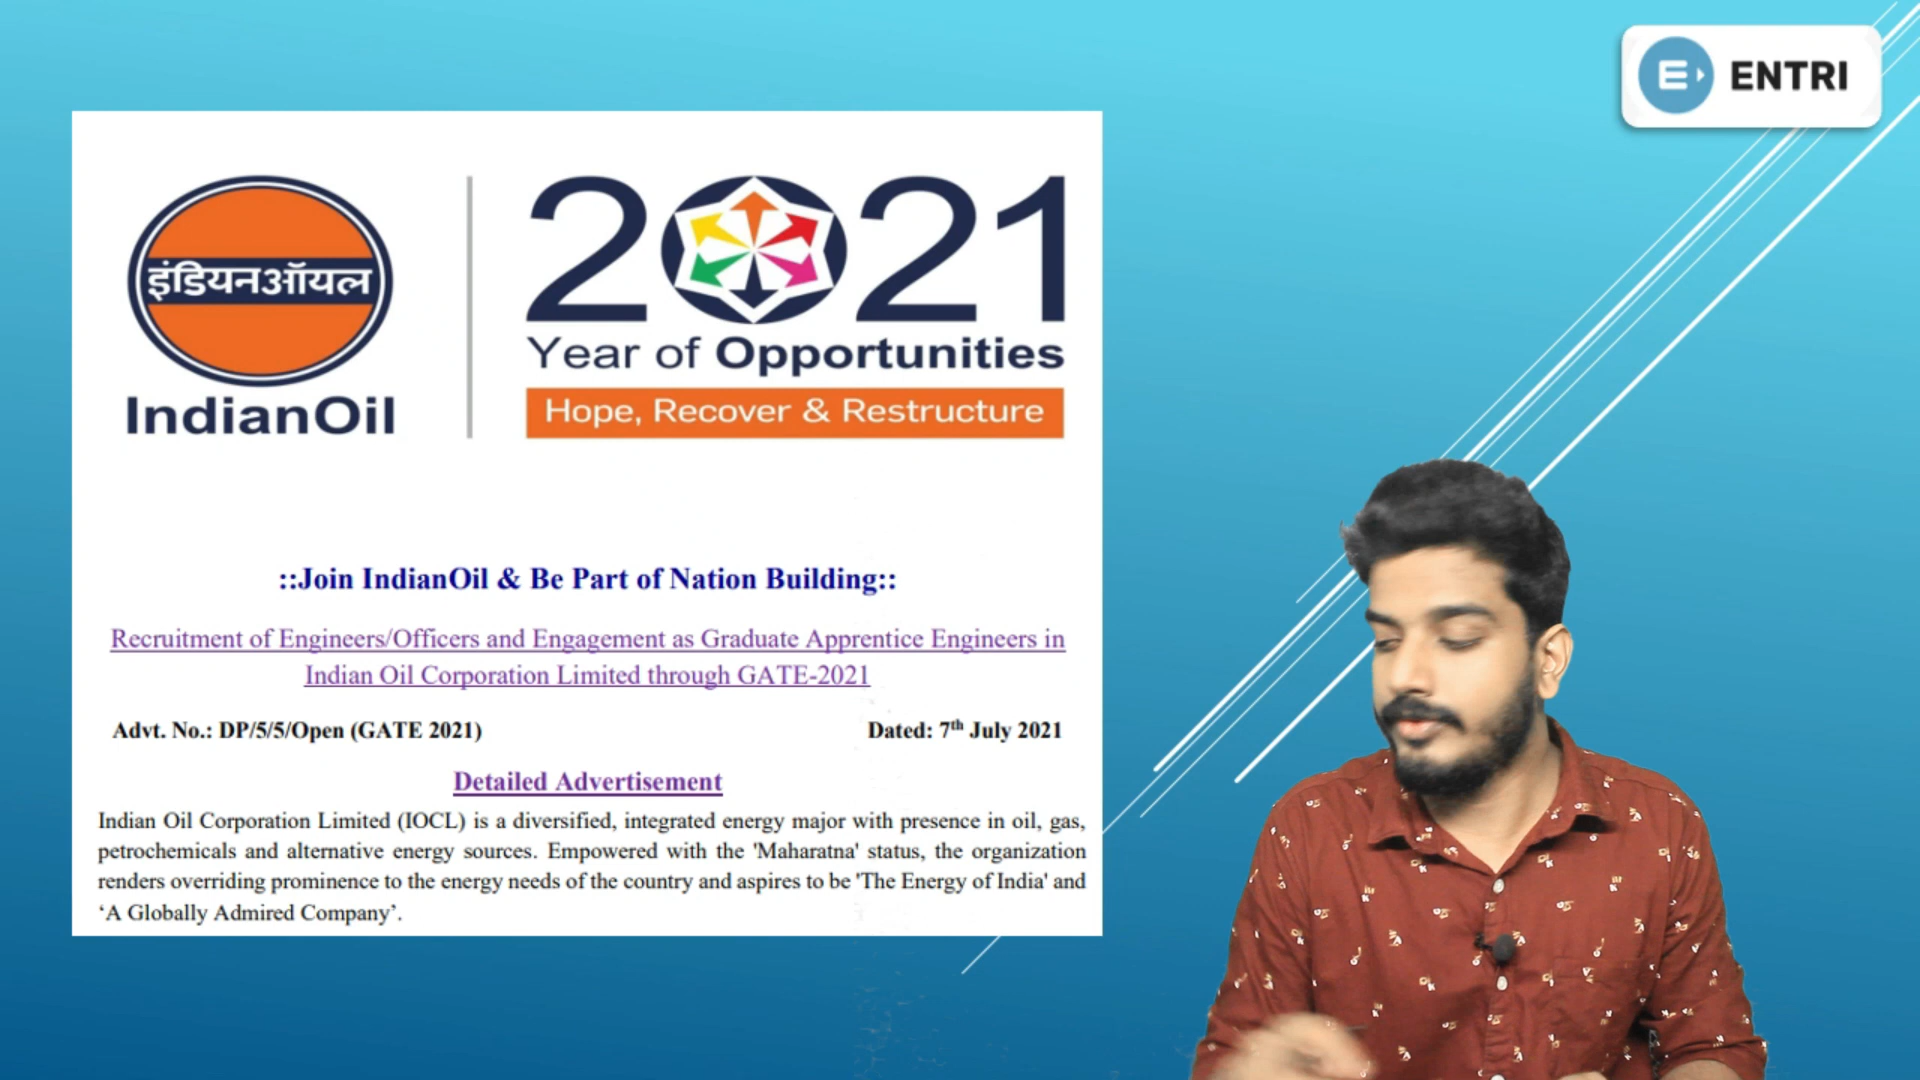 ENTRI
इंडियनऑयल
IndianOil
2021
Year of Opportunities
Hope, Recover & Restructure
::Join IndianOil & Be Part of Nation Building::
Recruitment of Engineers/Officers and Engagement as Graduate Apprentice Engineers in
Indian Oil Corporation Limited through GATE-2021
Advt. No.: DP/5/5/Open (GATE 2021) Dated: 7th July 2021
Detailed Advertisement
Indian Oil Corporation Limited (IOCL) is a diversified, integrated energy major with presence in oil, gas,
petrochemicals and alternative energy sources. Empowered with the 'Maharatna' status, the organization
renders overriding prominence to the energy needs of the country and aspires to be 'The Energy of India' and
‘A Globally Admired Company’.